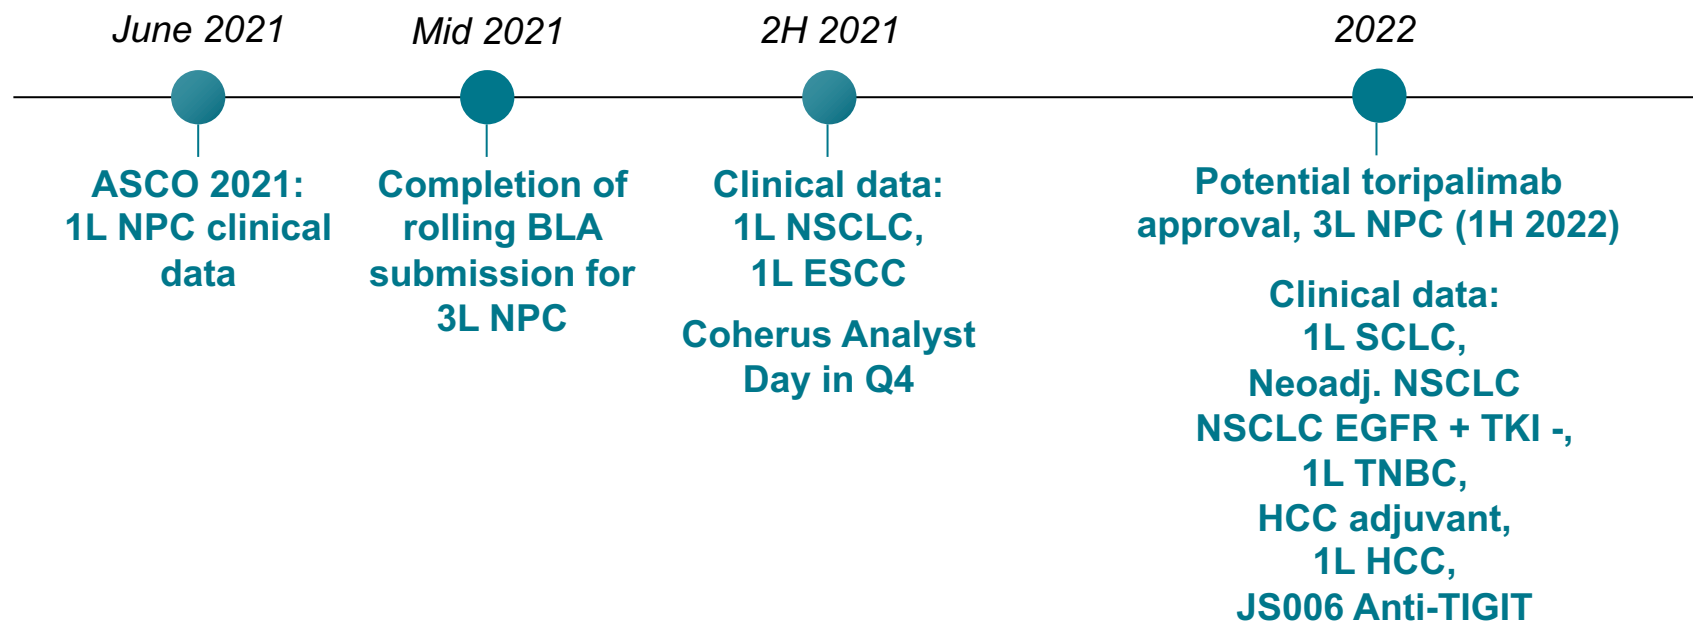 June 2021
Mid 2021
2H 2021
2022
ASCO 2021:
1L NPC clinical
data
Completion of
rolling BLA
submission for
3L NPC
Clinical data:
1L NSCLC,
1L ESCC
Coherus Analyst
Day in Q4
Potential toripalimab
approval, 3L NPC (1H 2022)
Clinical data:
1L SCLC,
Neoadj. NSCLC
NSCLC EGFR + TKI -,
1L TNBC,
HCC adjuvant,
1L HCC,
JS006 Anti-TIGIT